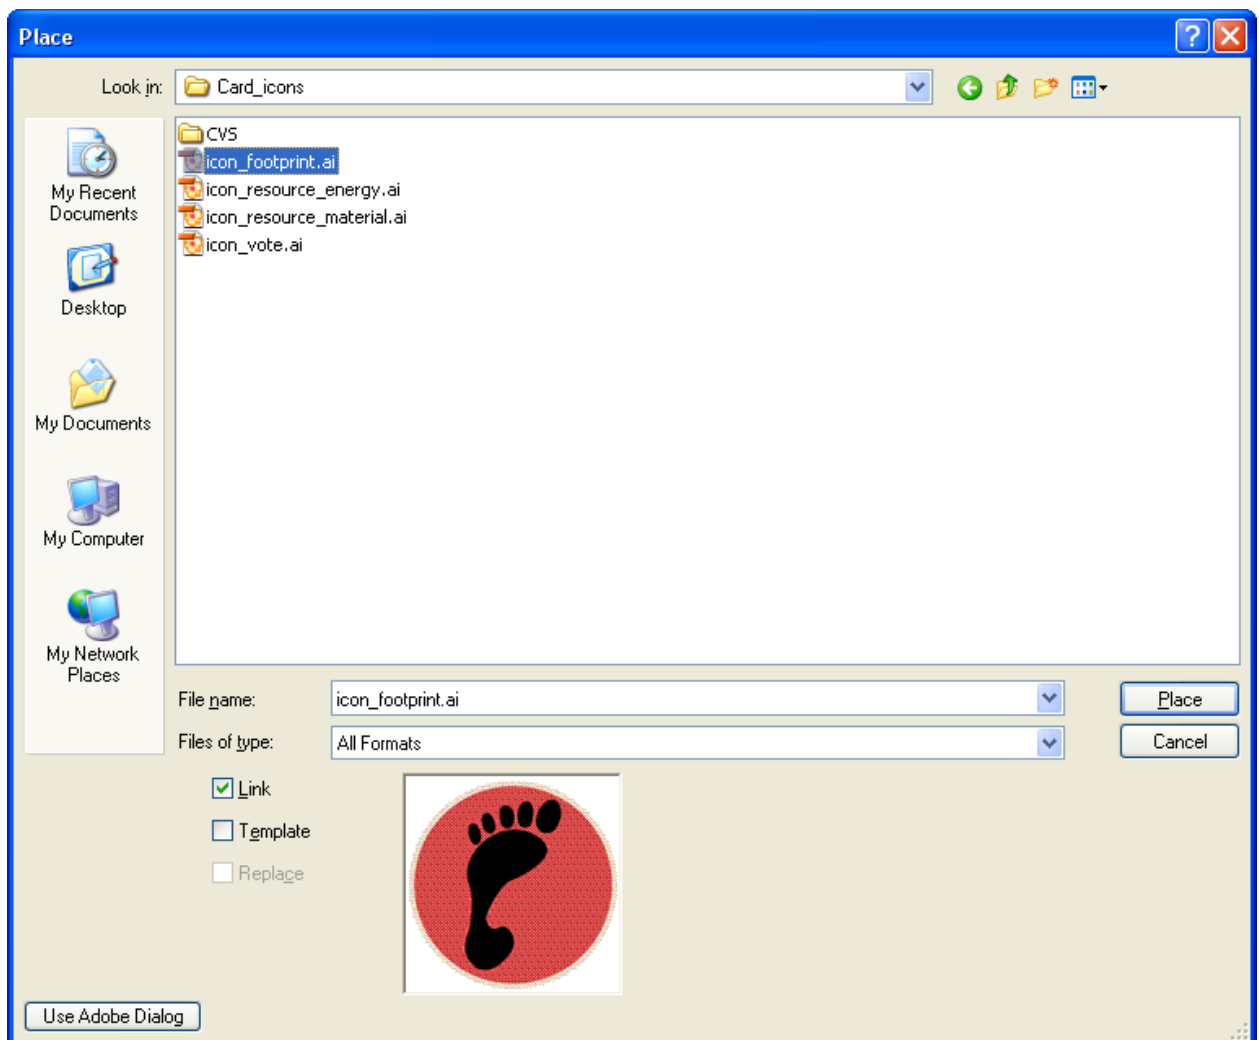 Place
Look in:
Card_icons
CVS
icon_footprint.ai
icon_resource_energy.ai
icon_resource_material.ai
icon_vote.ai
My Recent
Documents
Desktop
My Documents
My Computer
My Network
Places
File name:
icon_footprint.ai
Place
Files of type:
All Formats
Cancel
Link
Template
Replace
Use Adobe Dialog